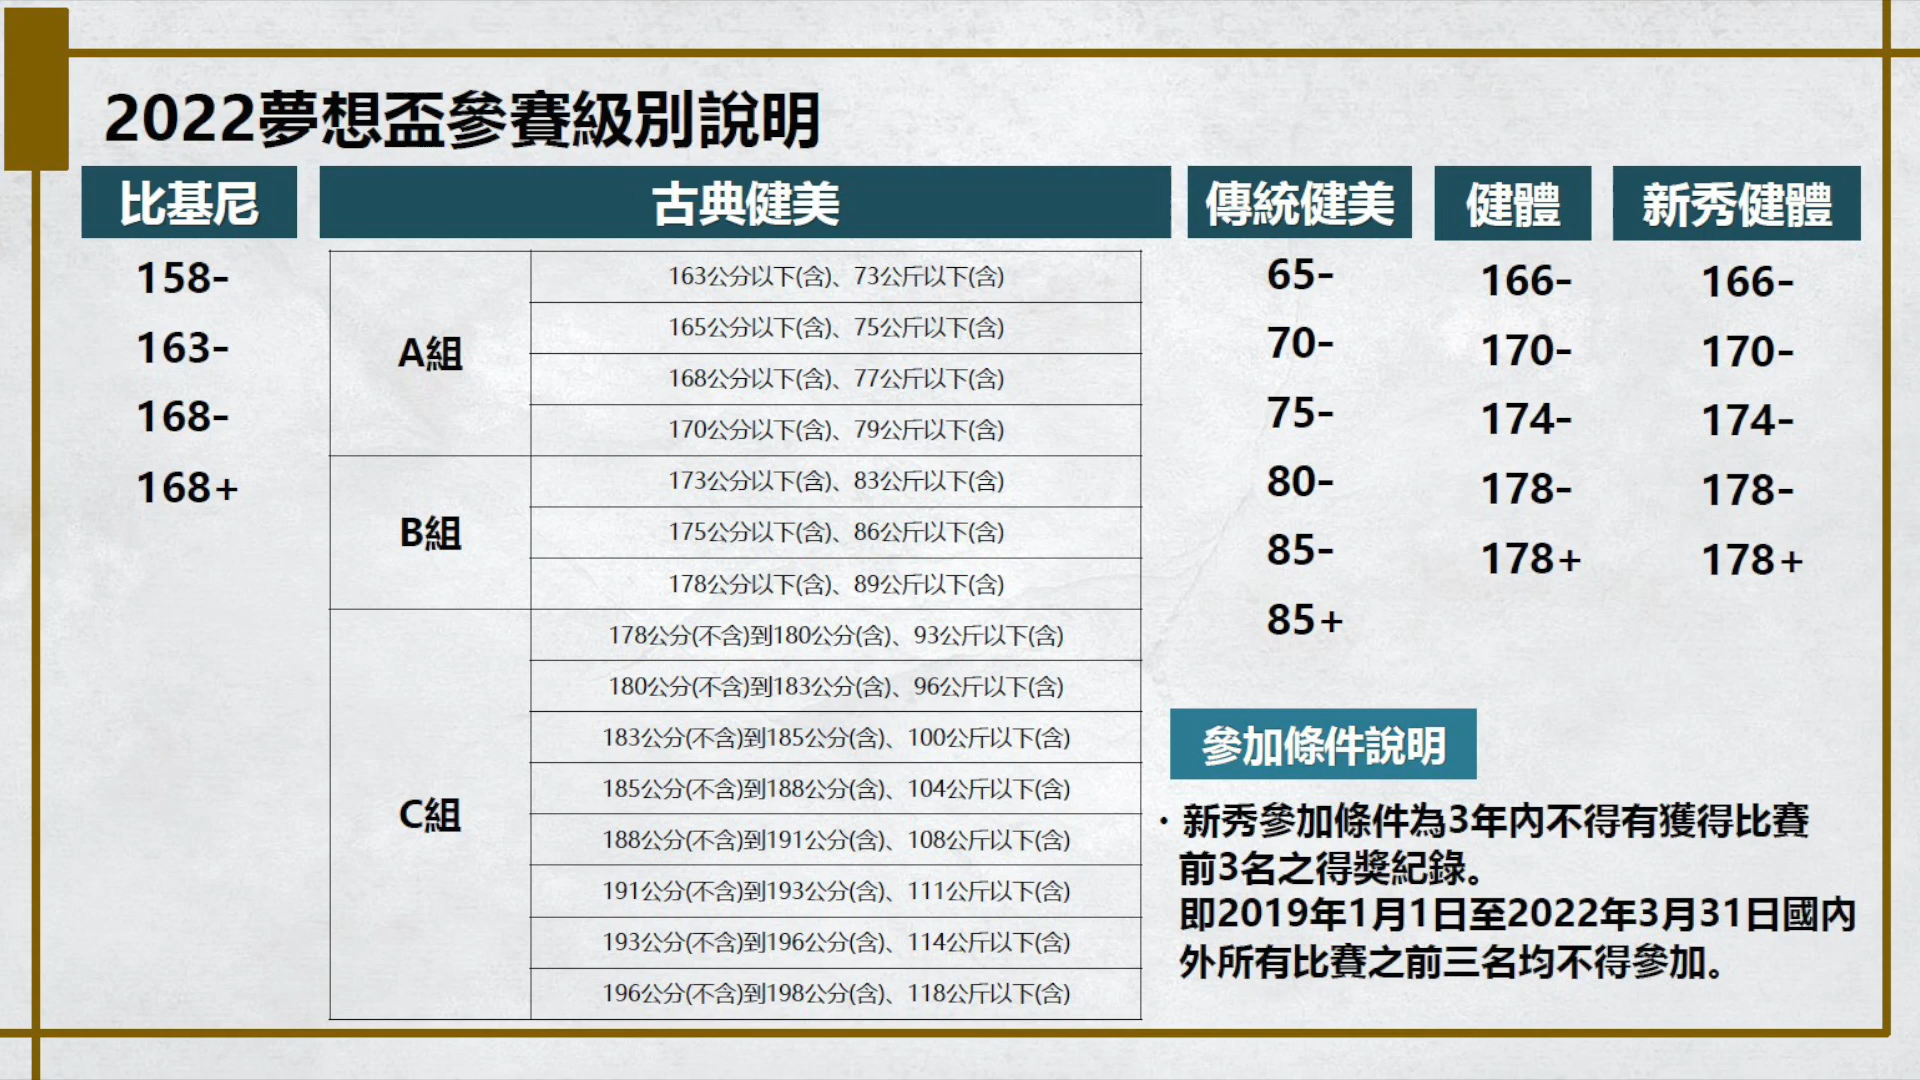 2022夢想盃參賽級別說明
比基尼
158-
163-
168-
168+
古典健美
A組
163公分以下(含)、73公斤以下(含)
165公分以下(含)、75公斤以下(含)
168公分以下(含)、77公斤以下(含)
170公分以下(含)、79公斤以下(含)
B組
173公分以下(含)、83公斤以下(含)
175公分以下(含)、86公斤以下(含)
178公分以下(含)、89公斤以下(含)
C組
178公分(不含)到180公分(含)、93公斤以下(含)
180公分(不含)到183公分(含)、96公斤以下(含)
183公分(不含)到185公分(含)、100公斤以下(含)
185公分(不含)到188公分(含)、104公斤以下(含)
188公分(不含)到191公分(含)、108公斤以下(含)
191公分(不含)到193公分(含)、111公斤以下(含)
193公分(不含)到196公分(含)、114公斤以下(含)
196公分(不含)到198公分(含)、118公斤以下(含)
傳統健美
65-
70-
75-
80-
85-
85+
健體
166-
170-
174-
178-
178+
新秀健體
166-
170-
174-
178-
178+
參加條件說明
・新秀參加條件為3年內不得有獲得比賽
前3名之得獎紀錄。
即2019年1月1日至2022年3月31日國內
外所有比賽之前三名均不得參加。